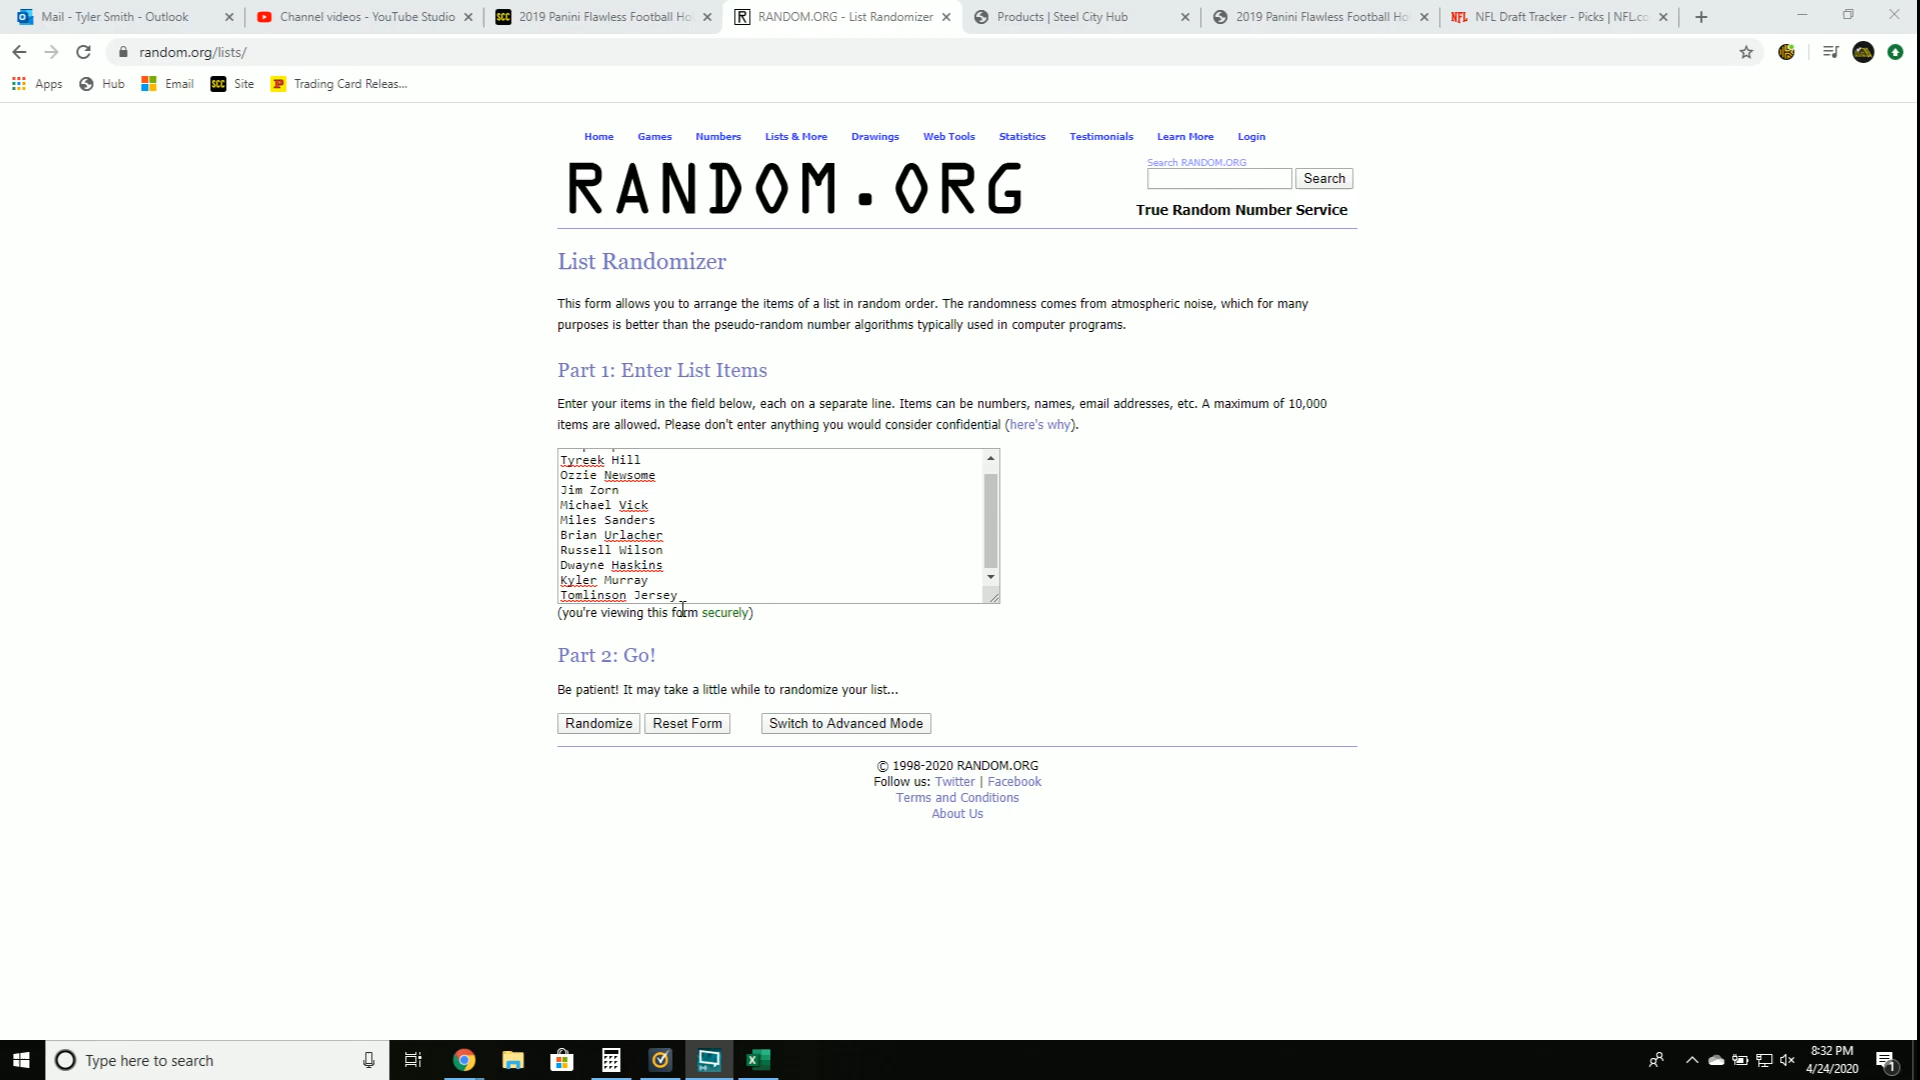 Mail - Tyler Smith - Outlook
Channel videos - YouTube Studio
2019 Panini Flawless Football Ho
RANDOM.ORG - List Randomizer
Products | Steel City Hub
2019 Panini Flawless Football Ho
NFL Draft Tracker - Picks | NFL.co
random.org/lists/
Apps
Hub
Email
SCC
Site
Trading Card Releas...
Home
Games
Numbers
Lists & More
Drawings
Web Tools
Statistics
Testimonials
Learn More
Login
RANDOM.ORG
Search RANDOM.ORG
Search
True Random Number Service
List Randomizer
This form allows you to arrange the items of a list in random order. The randomness comes from atmospheric noise, which for many
purposes is better than the pseudo-random number algorithms typically used in computer programs.
Part 1: Enter List Items
Enter your items in the field below, each on a separate line. Items can be numbers, names, email addresses, etc. A maximum of 10,000
items are allowed. Please don't enter anything you would consider confidential (here's why).
Tyreek Hill
Ozzie Newsome
Jim Zorn
Michael Vick
Miles Sanders
Brian Urlacher
Russell Wilson
Dwayne Haskins
Kyler Murray
Tomlinson Jersey
(you're viewing this form securely)
Part 2: Go!
Be patient! It may take a little while to randomize your list...
Randomize
Reset Form
Switch to Advanced Mode
© 1998-2020 RANDOM.ORG
Follow us: Twitter | Facebook
Terms and Conditions
About Us
Type here to search
8:32 PM
4/24/2020
1